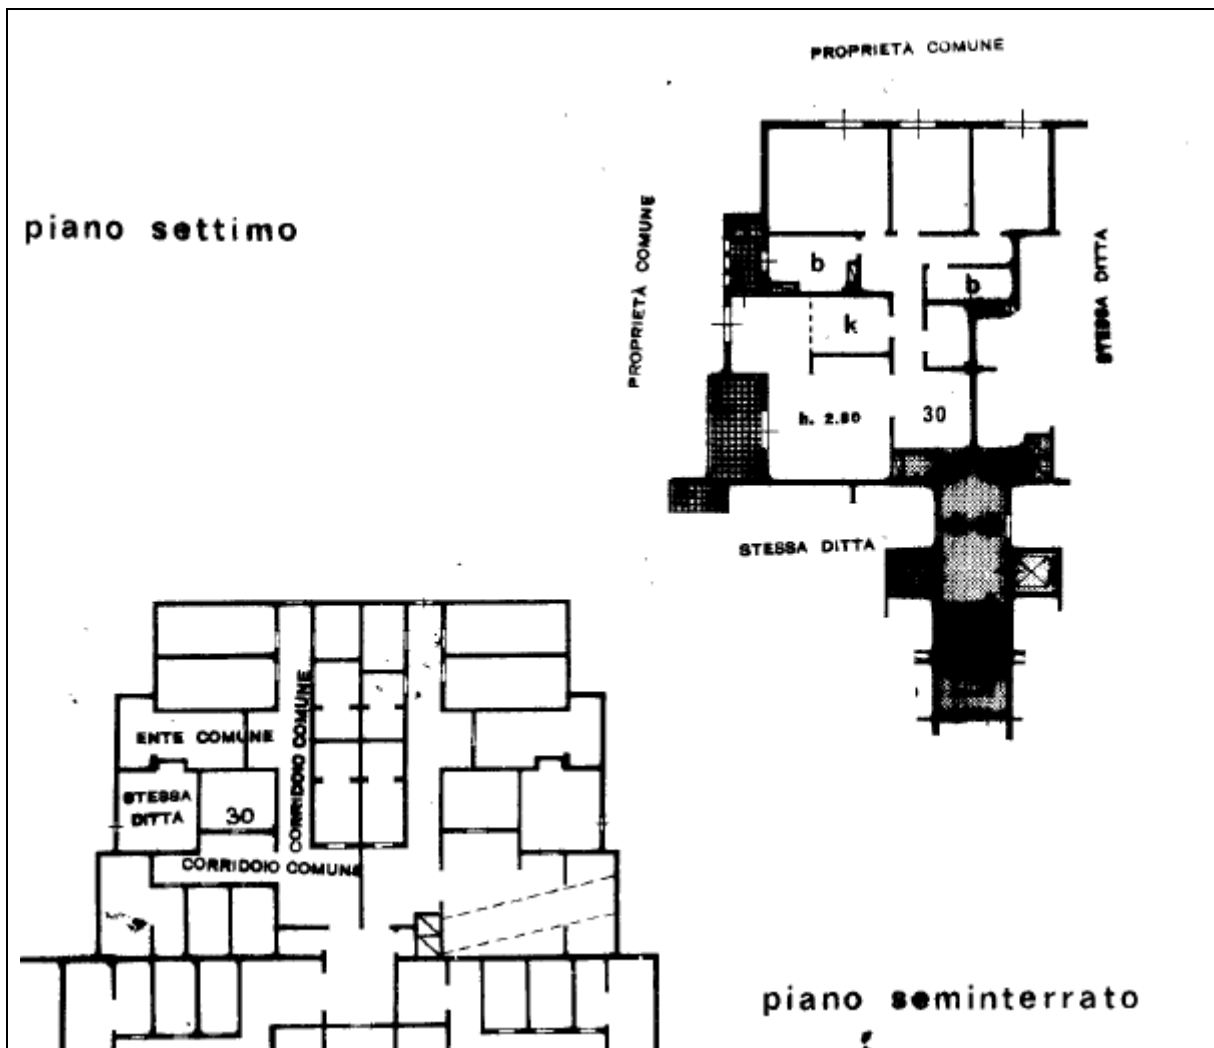 PROPRIETÀ COMUNE
piano settimo
PROPRIETÀ COMUNE
STESSA DITTA
b
b
k
h. 2.80
30
STESSA DITTA
CORRIDOIO COMUNE
ENTE COMUNE
STESSA
DITTA
30
CORRIDOIO COMUNE
piano seminterrato